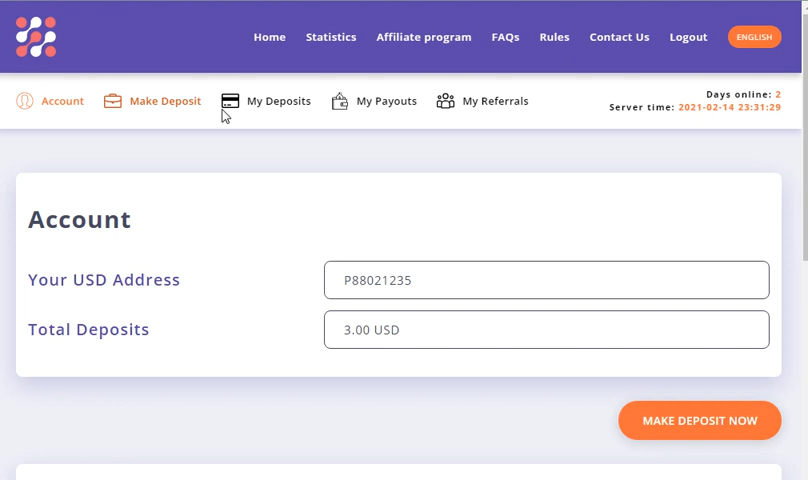 Home Statistics Affiliate program FAQs Rules Contact Us Logout ENGLISH
Account Make Deposit My Deposits My Payouts My Referrals
Days online: 2
Server time: 2021-02-14 23:31:29
Account
Your USD Address P88021235
Total Deposits 3.00 USD
MAKE DEPOSIT NOW